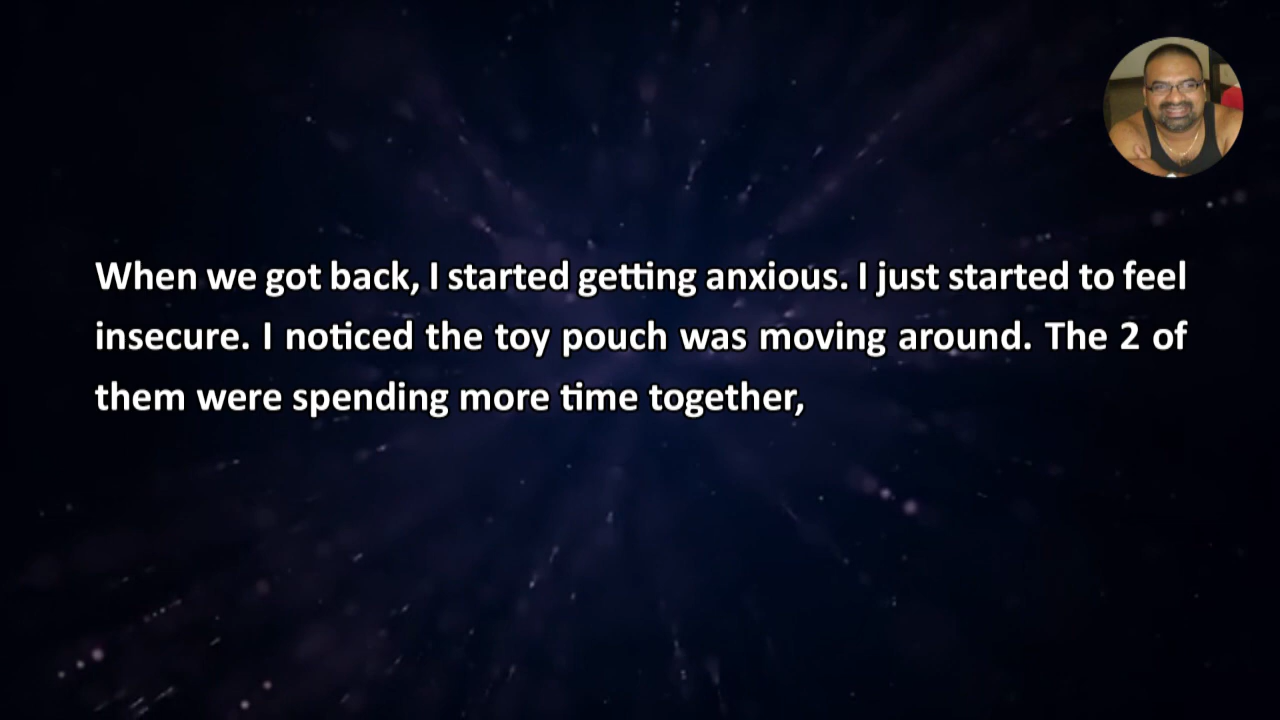 When we got back, I started getting anxious. I just started to feel
insecure. I noticed the toy pouch was moving around. The 2 of
them were spending more time together,